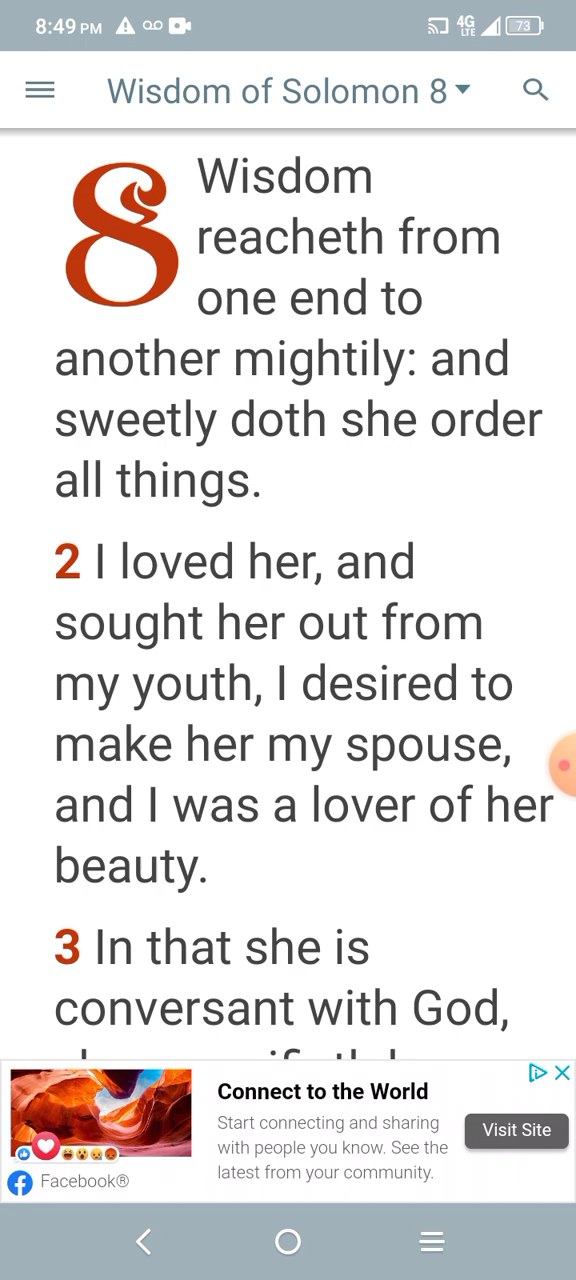 8:49 PM
4G
LTE
73
Wisdom of Solomon 8
8 Wisdom
reacheth from
one end to
another mightily: and
sweetly doth she order
all things.
2 I loved her, and
sought her out from
my youth, I desired to
make her my spouse,
and I was a lover of her
beauty.
3 In that she is
conversant with God,
Connect to the World
Start connecting and sharing
with people you know. See the
latest from your community.
Visit Site
Facebook®